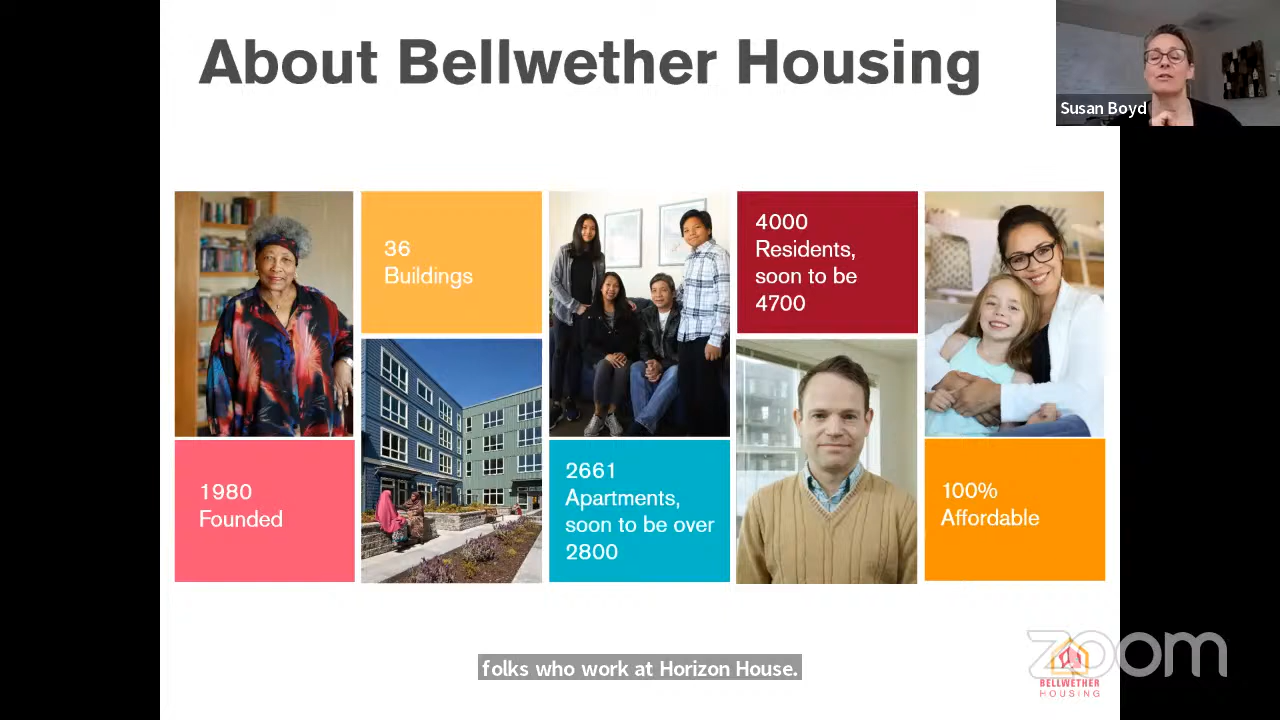 About Bellwether Housing
Susan Boyd
36
Buildings
4000
Residents,
soon to be
4700
1980
Founded
2661
Apartments,
soon to be over
2800
100%
Affordable
folks who work at Horizon House.
zoom
BELLWETHER
HOUSING